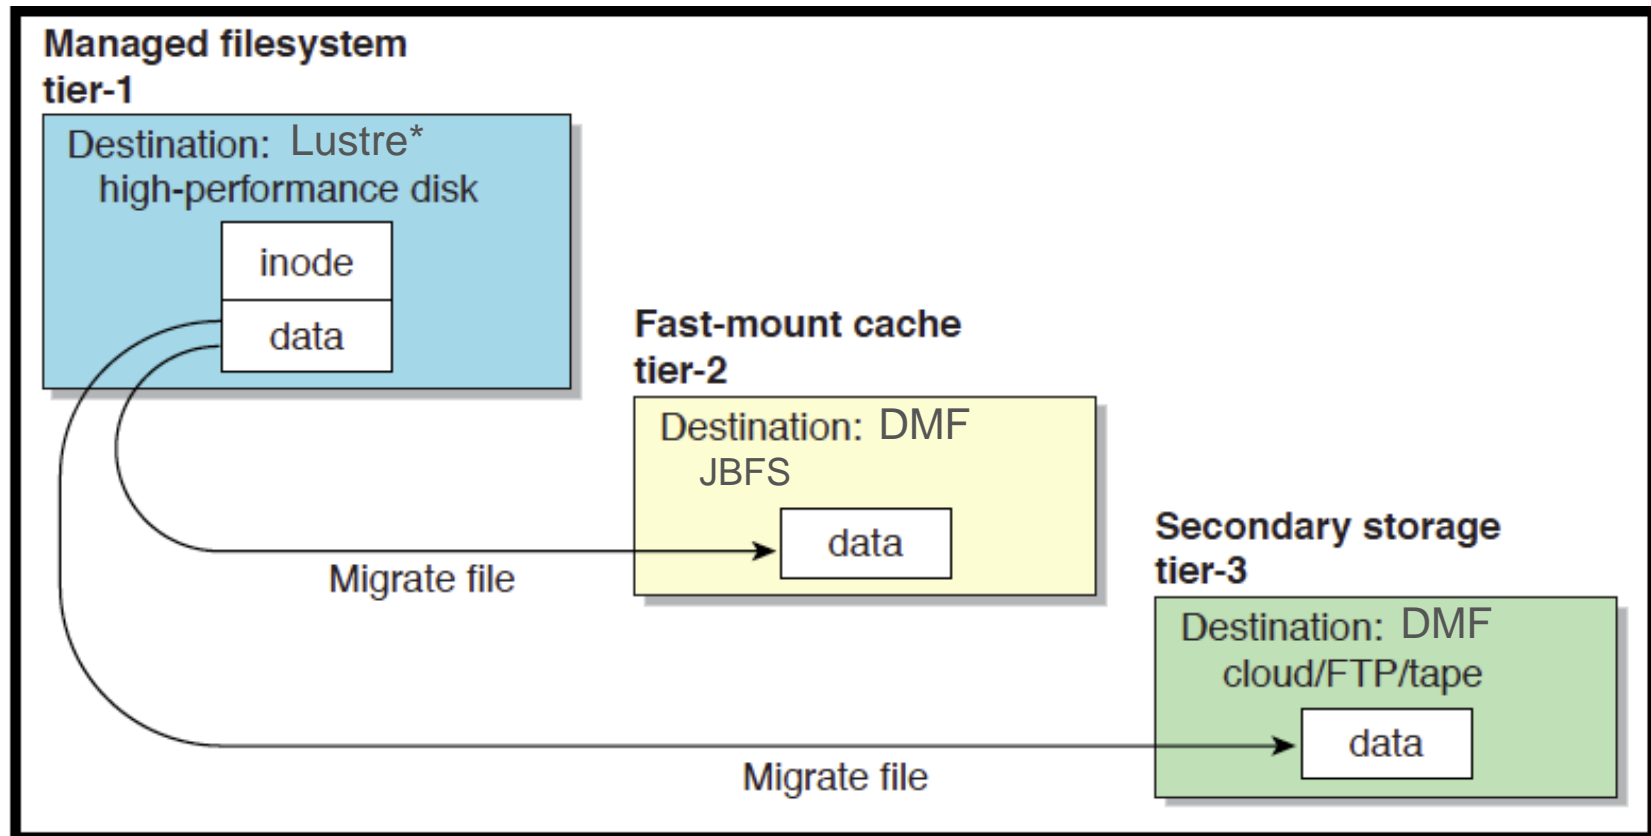 Managed filesystem
tier-1
Destination: Lustre*
high-performance disk
inode
data
Fast-mount cache
tier-2
Destination: DMF
JBFS
data
Migrate file
Secondary storage
tier-3
Destination: DMF
cloud/FTP/tape
data
Migrate file